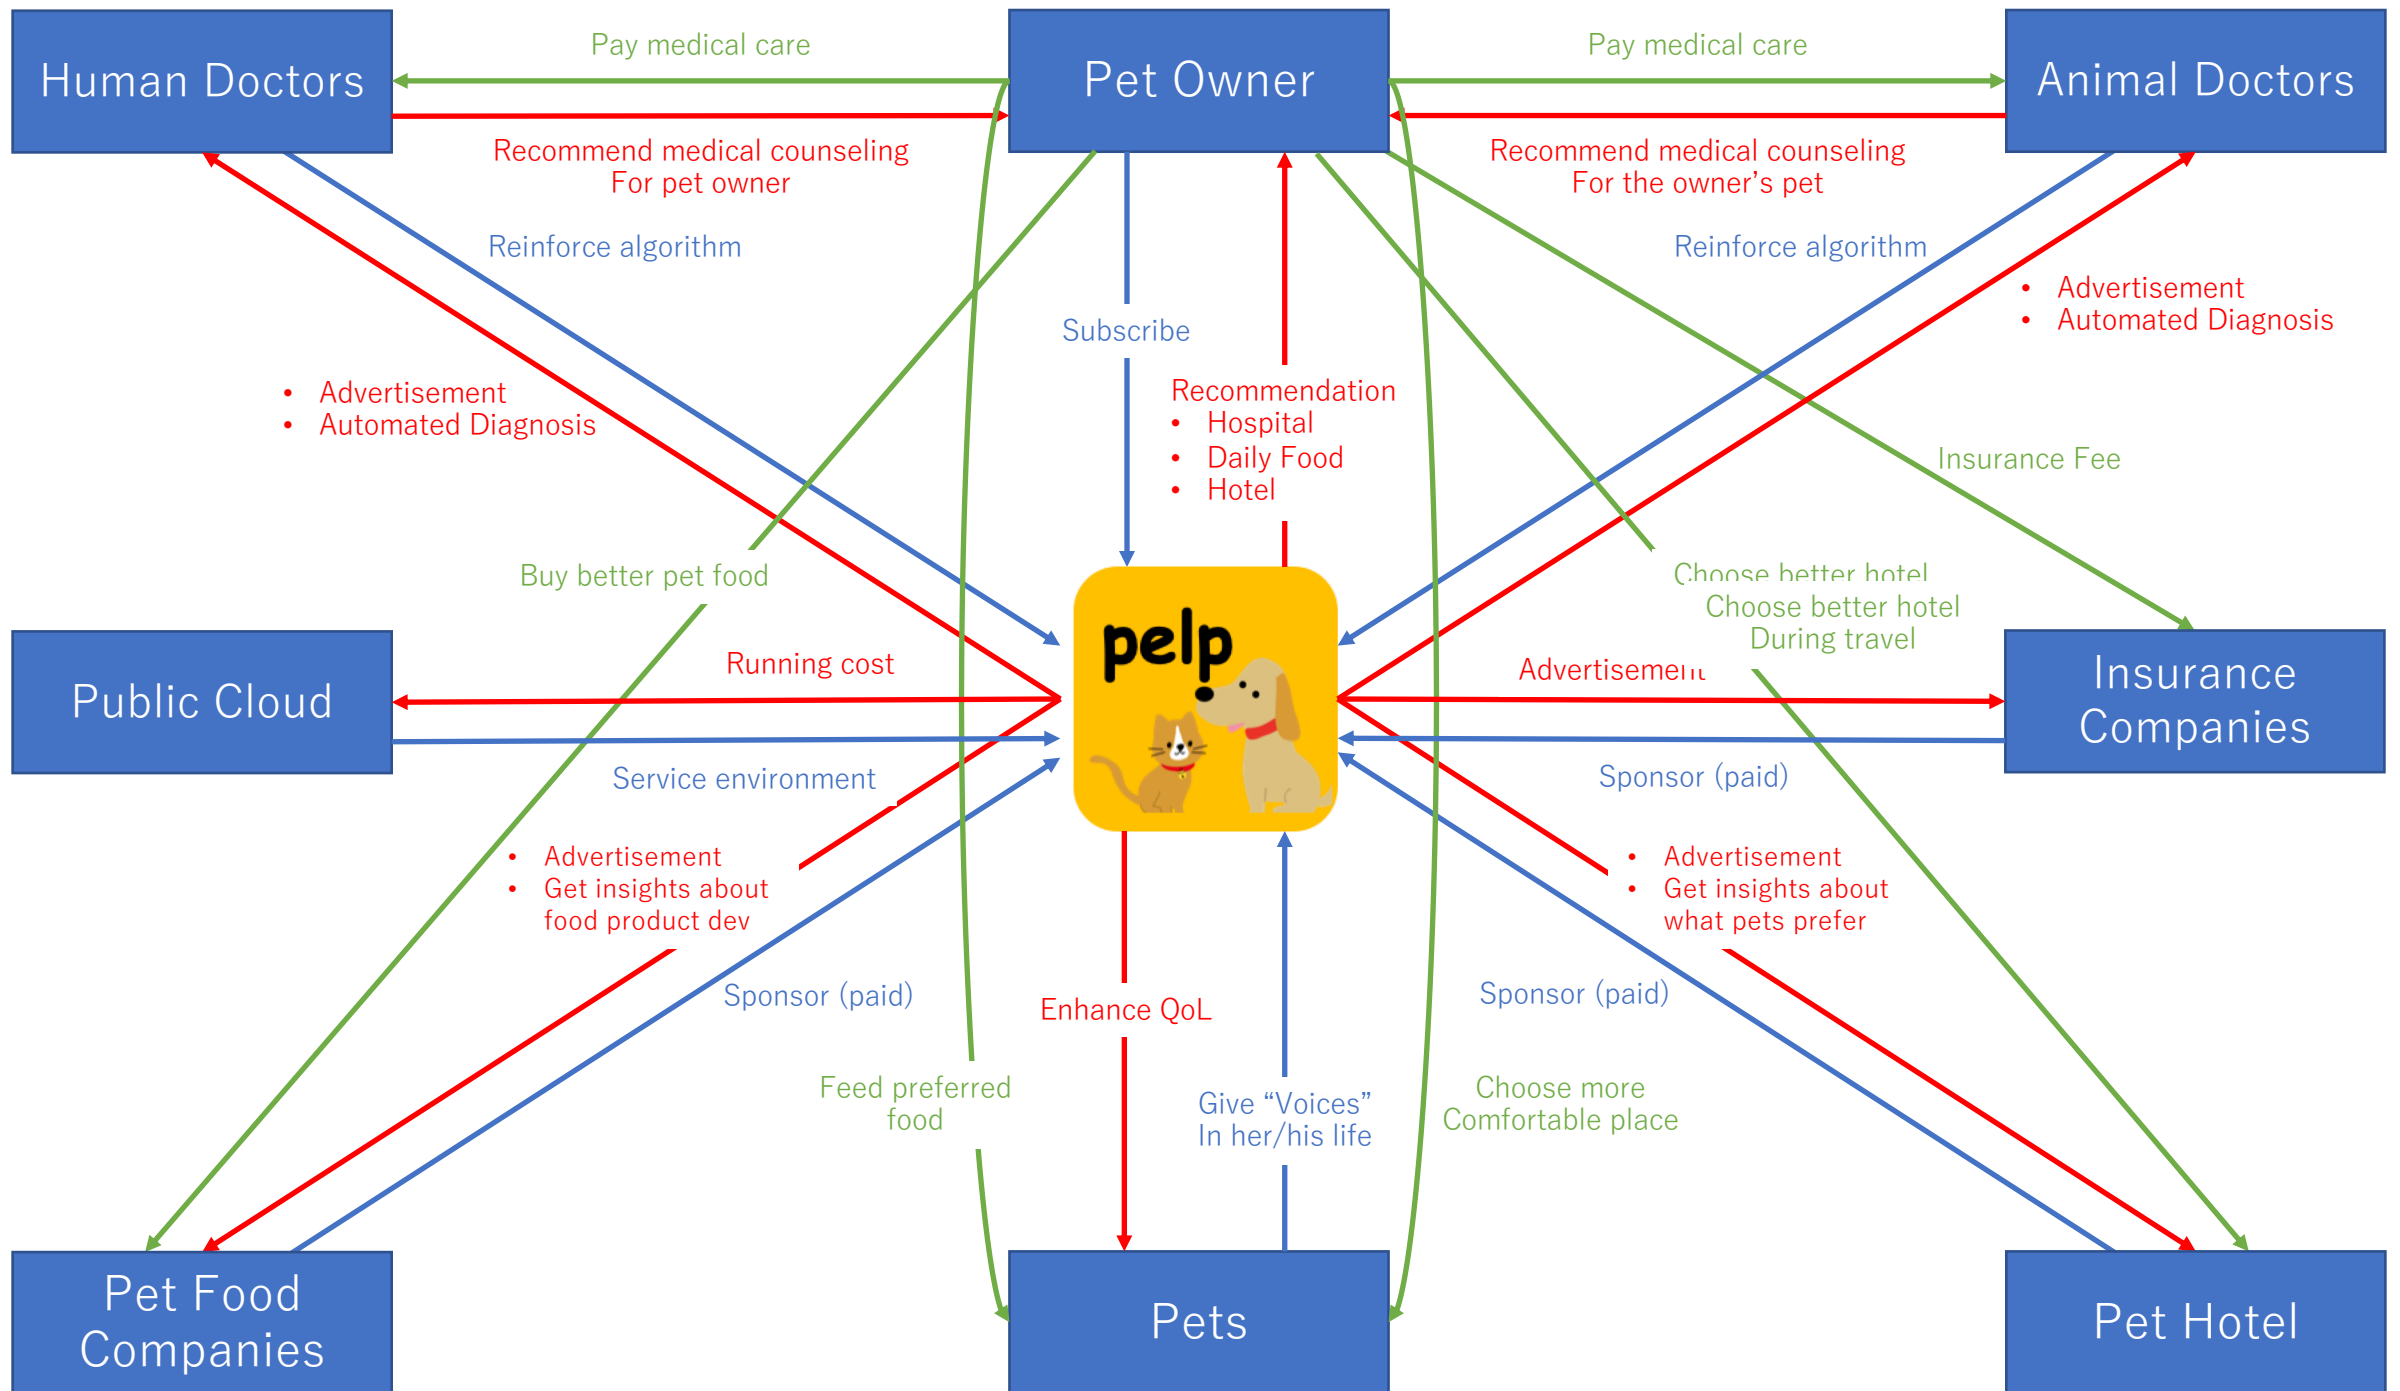 Human Doctors
Pay medical care
Pet Owner
Pay medical care
Animal Doctors
Recommend medical counseling
For pet owner
Recommend medical counseling
For the owner’s pet
Reinforce algorithm
Reinforce algorithm
• Advertisement
• Automated Diagnosis
Subscribe
• Advertisement
• Automated Diagnosis
Recommendation
• Hospital
• Daily Food
• Hotel
Insurance Fee
Buy better pet food
Choose better hotel
Choose better hotel
During travel
pelp
Public Cloud
Running cost
Advertisement
Insurance
Companies
Service environment
Sponsor (paid)
• Advertisement
• Get insights about
food product dev
• Advertisement
• Get insights about
what pets prefer
Sponsor (paid)
Enhance QoL
Sponsor (paid)
Feed preferred
food
Give “Voices”
In her/his life
Choose more
Comfortable place
Pet Food
Companies
Pets
Pet Hotel